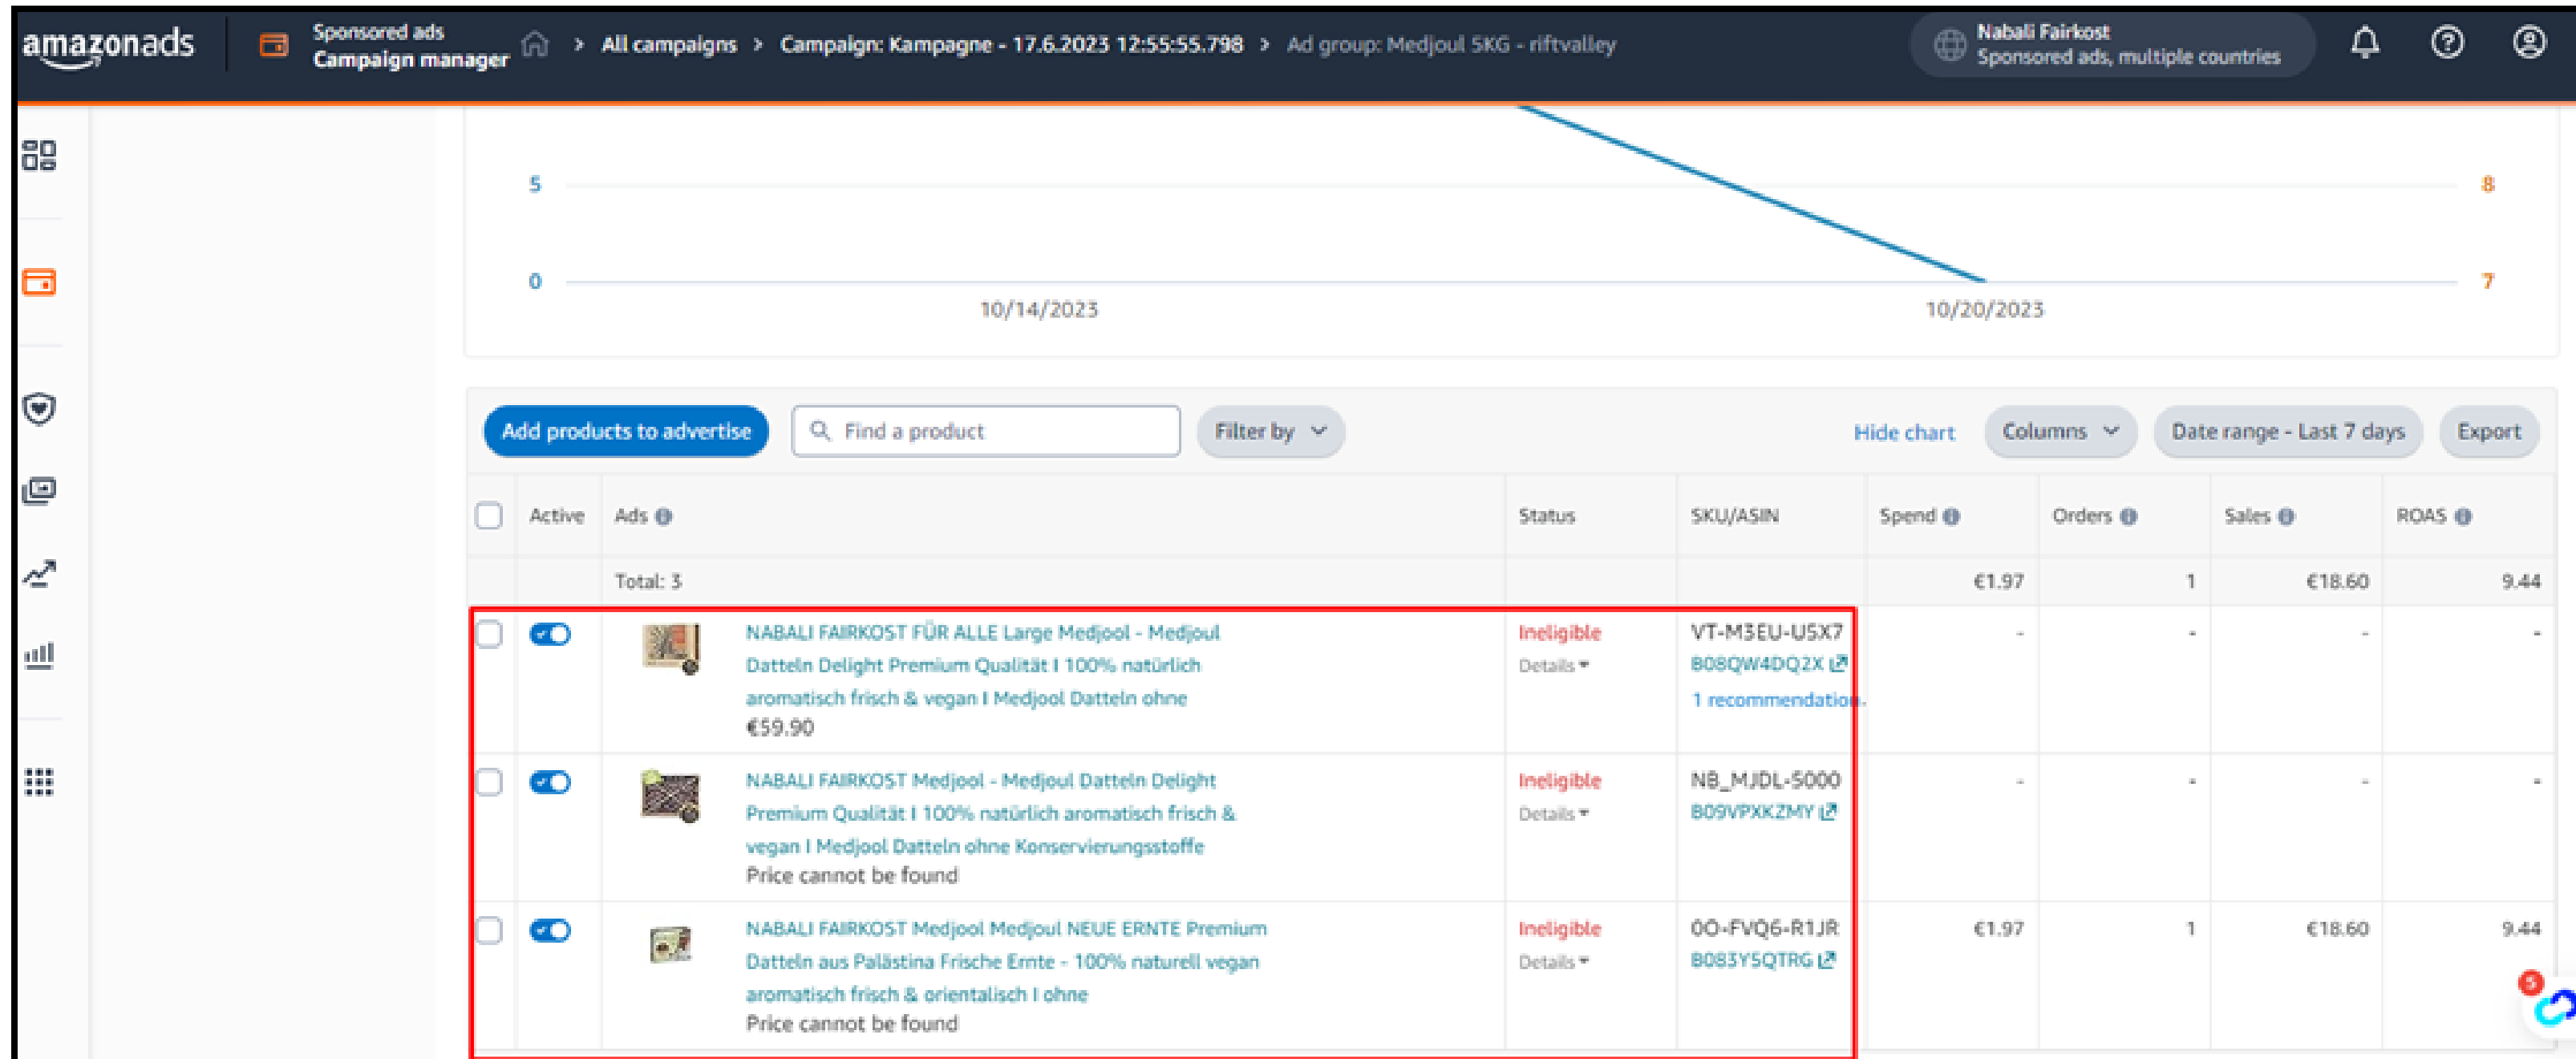 amazonads
Sponsored ads
Campaign manager
> All campaigns > Campaign: Kampagne - 17.6.2023 12:55:55.798 > Ad group: Medjoul 5KG - riftvalley
Nabali Fairkost
Sponsored ads, multiple countries
5
8
0
7
10/14/2023
10/20/2023
Add products to advertise
Find a product
Filter by
Hide chart
Columns
Date range - Last 7 days
Export
Active
Ads
Status
SKU/ASIN
Spend
Orders
Sales
ROAS
Total: 3
€1.97
1
€18.60
9.44
NABALI FAIRKOST FÜR ALLE Large Medjool - Medjoul
Datteln Delight Premium Qualität I 100% natürlich
aromatisch frisch & vegan I Medjool Datteln ohne
€59.90
Ineligible
Details
VT-M3EU-U5X7
B08QW4DQ2X
1 recommendation.
-
-
-
-
NABALI FAIRKOST Medjool - Medjoul Datteln Delight
Premium Qualität I 100% natürlich aromatisch frisch &
vegan I Medjool Datteln ohne Konservierungsstoffe
Price cannot be found
Ineligible
Details
NB_MJDL-5000
B09VPXKZMY
-
-
-
-
NABALI FAIRKOST Medjool Medjoul NEUE ERNTE Premium
Datteln aus Palästina Frische Ernte - 100% naturell vegan
aromatisch frisch & orientalisch I ohne
Price cannot be found
Ineligible
Details
0O-FVQ6-R1JR
B083Y5QTRG
€1.97
1
€18.60
9.44
5